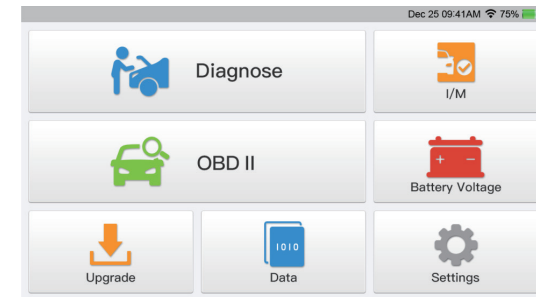 Dec 25 09:41AM 75%
Diagnose
I/M
OBD II
+ -
Battery Voltage
1010
Upgrade
Data
Settings